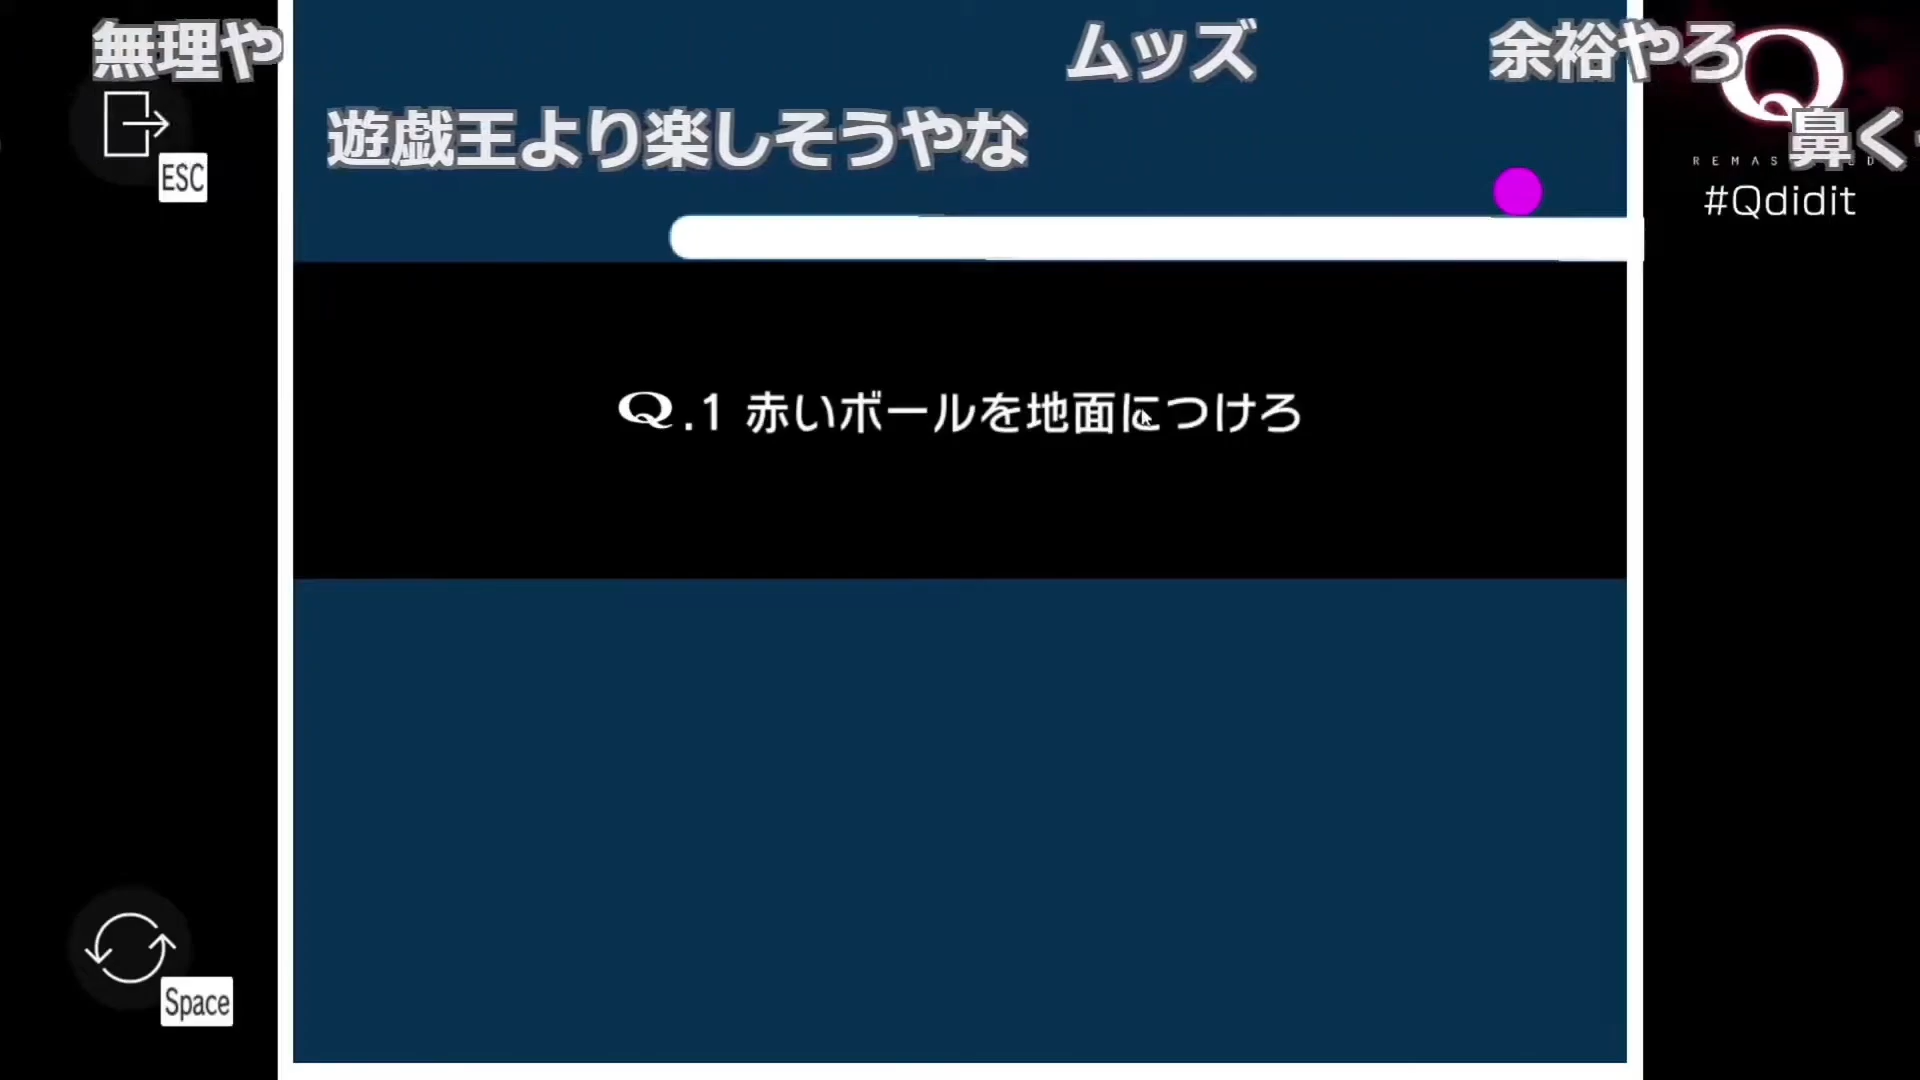 無理や
ムッズ
余裕やろ
Q
遊戯王より楽しそうやな
鼻く
ESC
#Qdidit
Q.1 赤いボールを地面につけろ
Space